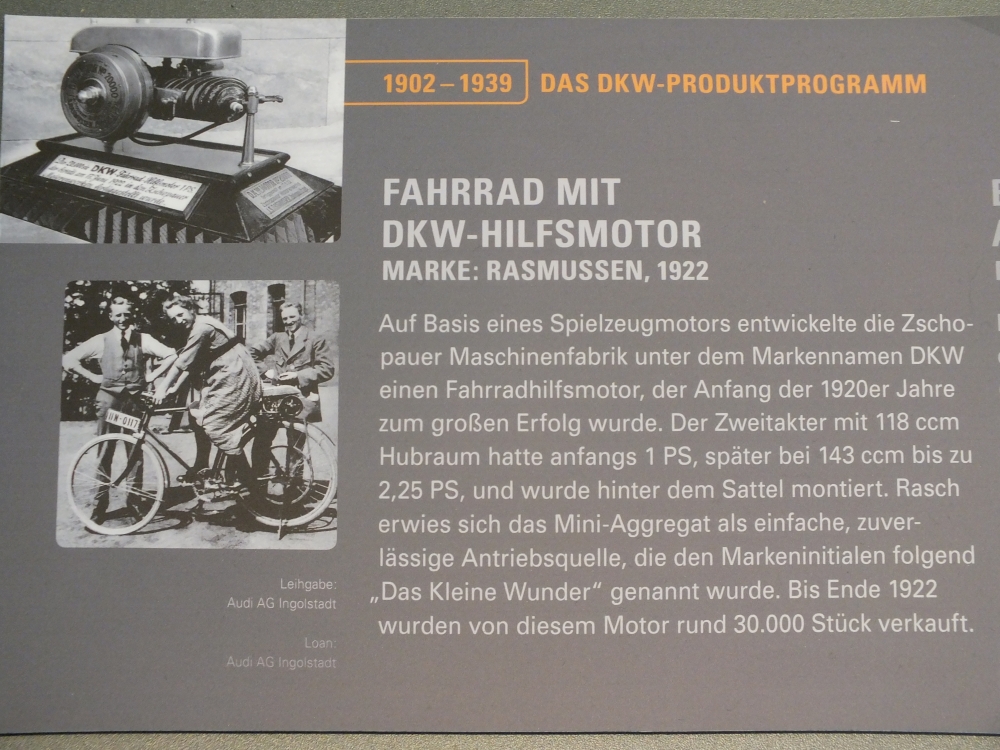 1902 – 1939 DAS DKW-PRODUKTPROGRAMM
FAHRRAD MIT
DKW-HILFSMOTOR
MARKE: RASMUSSEN, 1922
Auf Basis eines Spielzeugmotors entwickelte die Zscho-
pauer Maschinenfabrik unter dem Markennamen DKW
einen Fahrradhilfsmotor, der Anfang der 1920er Jahre
zum großen Erfolg wurde. Der Zweitakter mit 118 ccm
Hubraum hatte anfangs 1 PS, später bei 143 ccm bis zu
2,25 PS, und wurde hinter dem Sattel montiert. Rasch
erwies sich das Mini-Aggregat als einfache, zuver-
lässige Antriebsquelle, die den Markeninitialen folgend
„Das Kleine Wunder“ genannt wurde. Bis Ende 1922
wurden von diesem Motor rund 30.000 Stück verkauft.
DKW
IIN-0117
Leihgabe:
Audi AG Ingolstadt
Loan:
Audi AG Ingolstadt